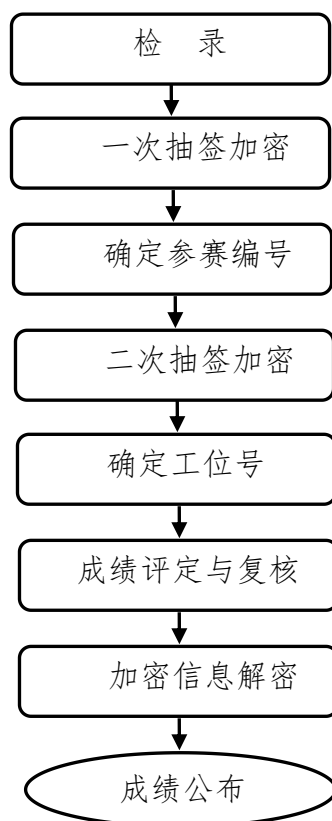 检 录
一次抽签加密
确定参赛编号
二次抽签加密
确定工位号
成绩评定与复核
加密信息解密
成绩公布